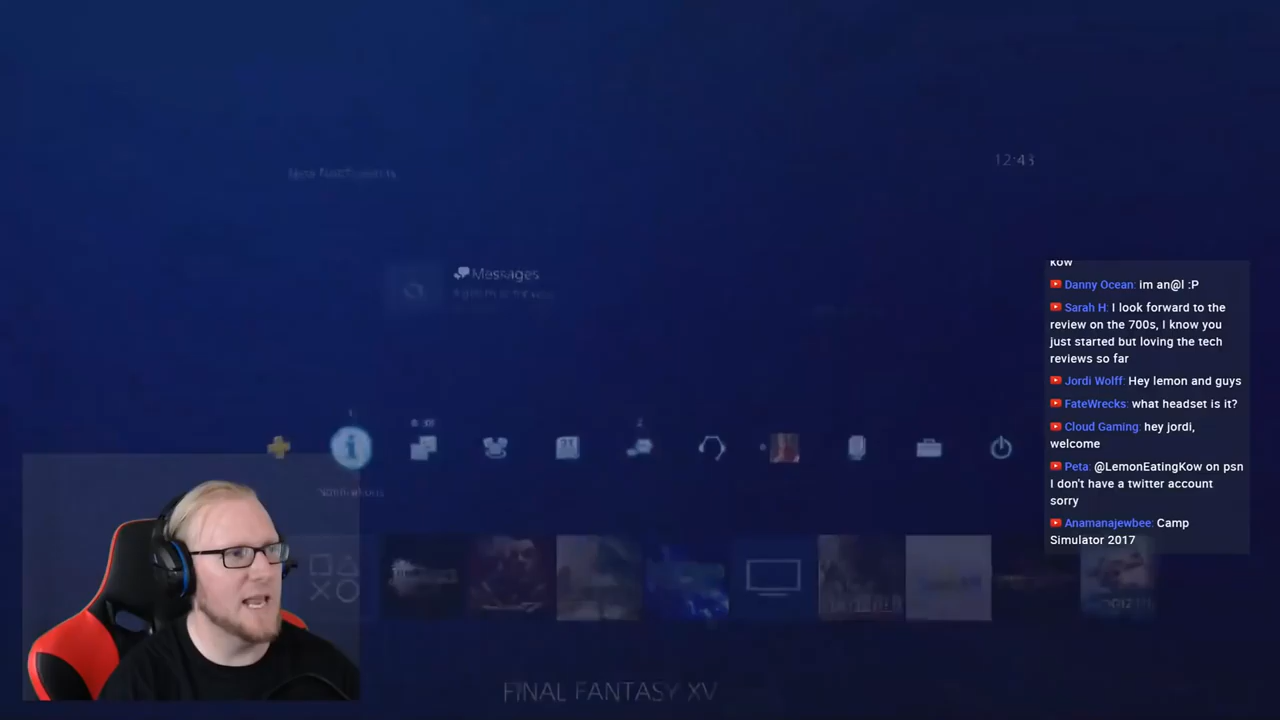 12:43
Messages
kow
Danny Ocean: im an@l :P
Sarah H: I look forward to the
review on the 700s, I know you
just started but loving the tech
reviews so far
Jordi Wolff: Hey lemon and guys
FateWrecks: what headset is it?
Cloud Gaming: hey jordi,
welcome
Peta: @LemonEatingKow on psn
I don't have a twitter account
sorry
Anamanajewbee: Camp
Simulator 2017
Notifications
FINAL FANTASY XV